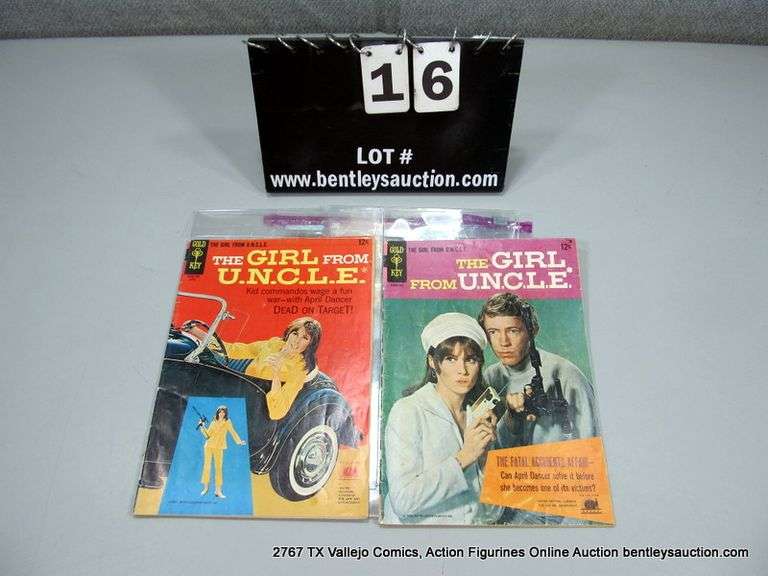 16
LOT #
www.bentleysauction.com
GOLD KEY
THE GIRL FROM U.N.C.L.E.
12¢
THE GIRL FROM
U.N.C.L.E.
Kid commandos wage a fun
war—with April Dancer
DEAD ON TARGET!
GOLD KEY
THE GIRL FROM U.N.C.L.E.
12¢
THE GIRL
FROM U.N.C.L.E.
THE FATAL ACCIDENTS AFFAIR—
Can April Dancer solve it before
she becomes one of its victims?
2767 TX Vallejo Comics, Action Figurines Online Auction bentleysauction.com